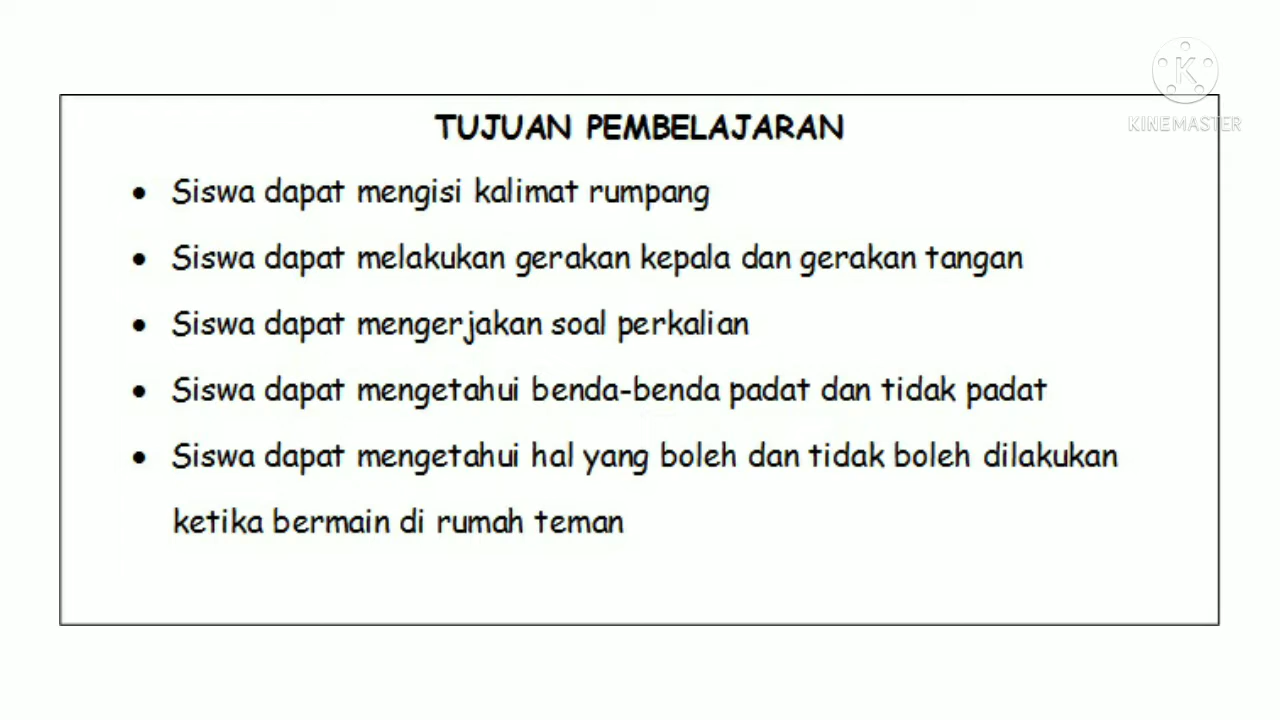 K
KINEMASTER
TUJUAN PEMBELAJARAN
• Siswa dapat mengisi kalimat rumpang
• Siswa dapat melakukan gerakan kepala dan gerakan tangan
• Siswa dapat mengerjakan soal perkalian
• Siswa dapat mengetahui benda-benda padat dan tidak padat
• Siswa dapat mengetahui hal yang boleh dan tidak boleh dilakukan
ketika bermain di rumah teman